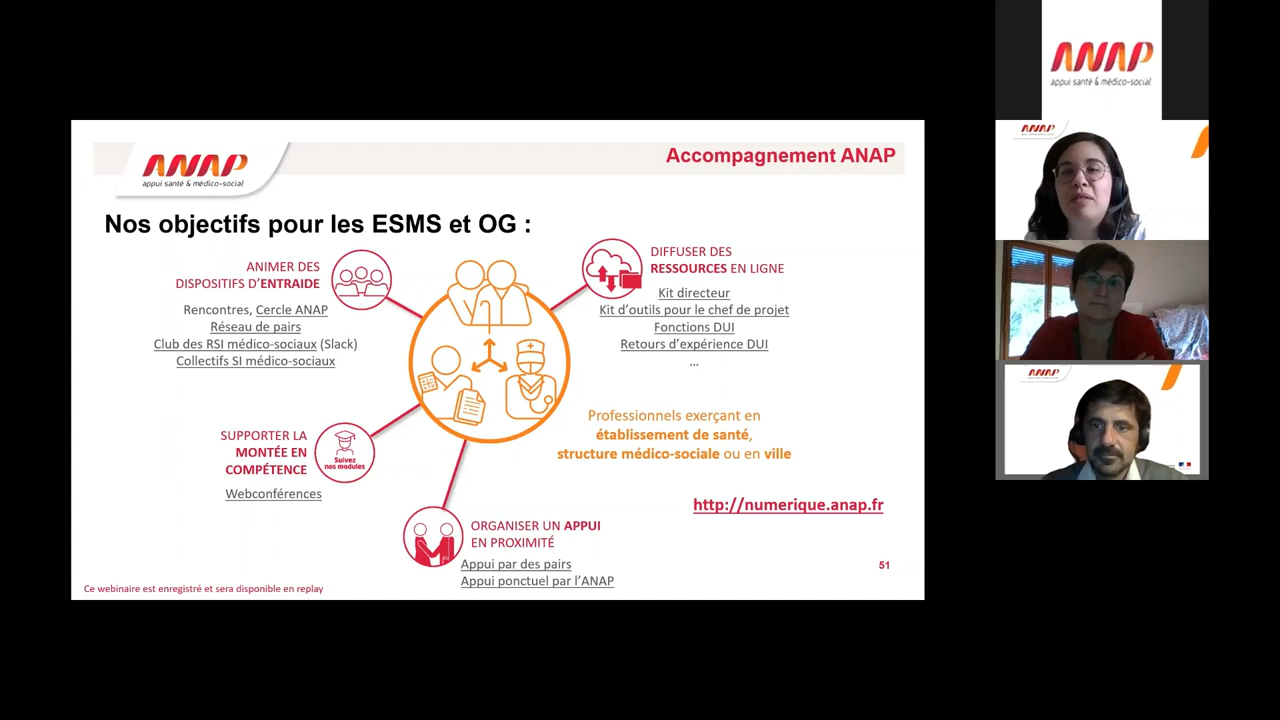 ANAP
appui santé & médico-social
Accompagnement ANAP
Nos objectifs pour les ESMS et OG :
ANIMER DES
DISPOSITIFS D'ENTRAIDE
Rencontres, Cercle ANAP
Réseau de pairs
Club des RSI médico-sociaux (Slack)
Collectifs SI médico-sociaux
DIFFUSER DES
RESSOURCES EN LIGNE
Kit directeur
Kit d'outils pour le chef de projet
Fonctions DUI
Retours d'expérience DUI
...
Professionnels exerçant en
établissement de santé,
structure médico-sociale ou en ville
SUPPORTER LA
MONTÉE EN
COMPÉTENCE
Suivez
nos modules
Webconférences
http://numerique.anap.fr
ORGANISER UN APPUI
EN PROXIMITÉ
Appui par des pairs
Appui ponctuel par l'ANAP
51
Ce webinaire est enregistré et sera disponible en replay
ANAP
appui santé & médico-social
ANAP
ANAP